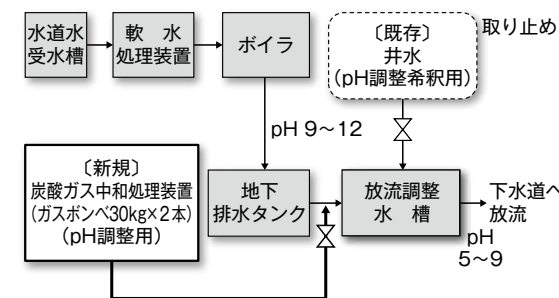 水道水
受水槽
軟　水
処理装置
ボイラ
〔既存〕
井水
(pH調整希釈用)
取り止め
pH 9～12
〔新規〕
炭酸ガス中和処理装置
(ガスボンベ30kg×2本)
(pH調整用)
地下
排水タンク
放流調整
水　槽
下水道へ
放流
pH
5～9